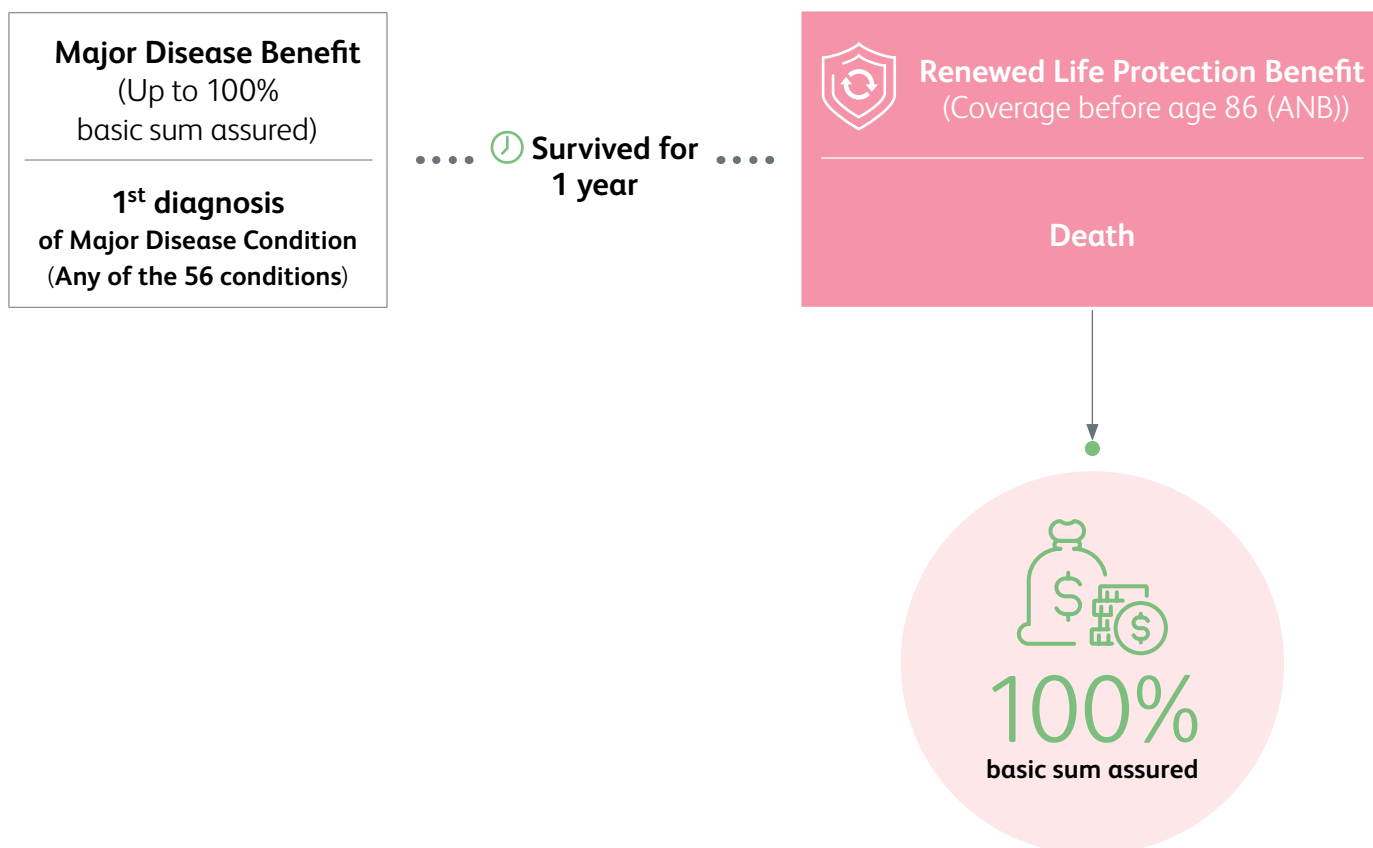 Major Disease Benefit
(Up to 100%
basic sum assured)
1st diagnosis
of Major Disease Condition
(Any of the 56 conditions)
Survived for
1 year
Renewed Life Protection Benefit
(Coverage before age 86 (ANB))
Death
$
$
100%
basic sum assured